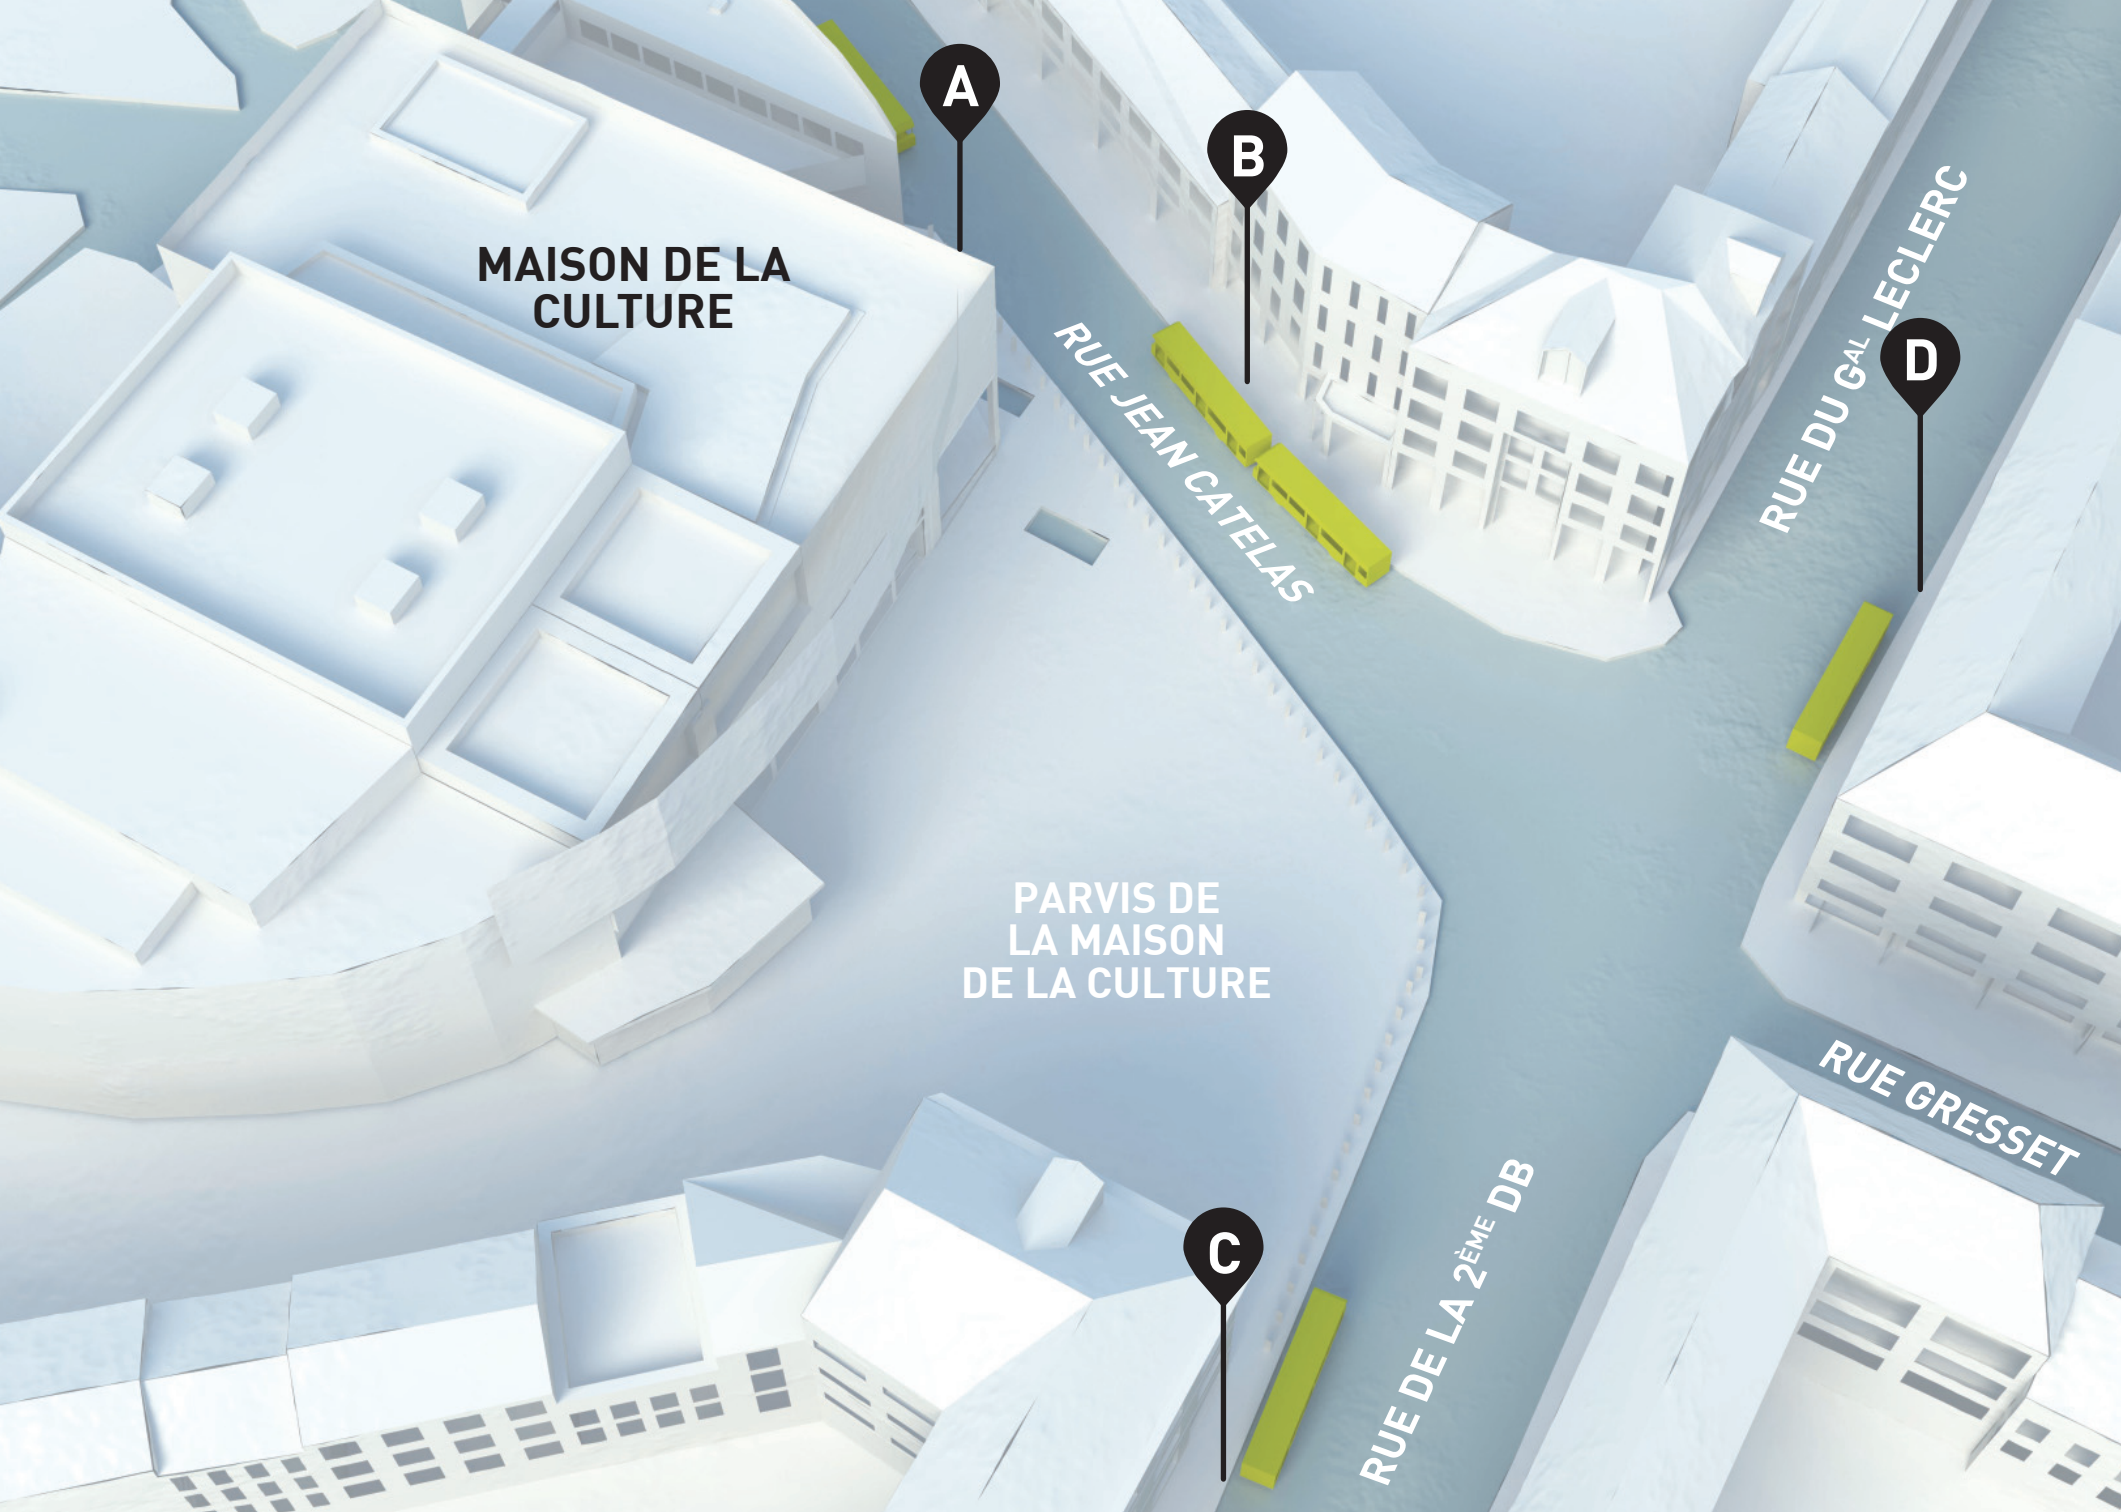 A
B
MAISON DE LA
CULTURE
RUE JEAN CATELAS
RUE DU GAL LECLERC
D
PARVIS DE
LA MAISON
DE LA CULTURE
RUE GRESSET
C
RUE DE LA 2ÈME DB